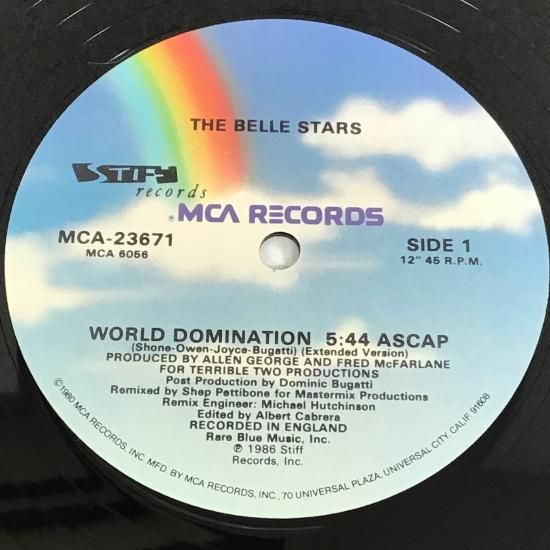 THE BELLE STARS
STIFF
records
® MCA RECORDS
MCA-23671
MCA 6056
SIDE 1
12" 45 R.P.M.
WORLD DOMINATION 5:44 ASCAP
(Shone-Owen-Joyce-Bugatti) (Extended Version)
PRODUCED BY ALLEN GEORGE AND FRED McFARLANE
FOR TERRIBLE TWO PRODUCTIONS
Post Production by Dominic Bugatti
Remixed by Shep Pettibone for Mastermix Productions
Remix Engineer: Michael Hutchinson
Edited by Albert Cabrera
RECORDED IN ENGLAND
Rare Blue Music, Inc.
℗ 1986 Stiff
Records, Inc.
©1980 MCA RECORDS, INC. MFD. BY MCA RECORDS, INC., 70 UNIVERSAL PLAZA, UNIVERSAL CITY, CALIF. 91608